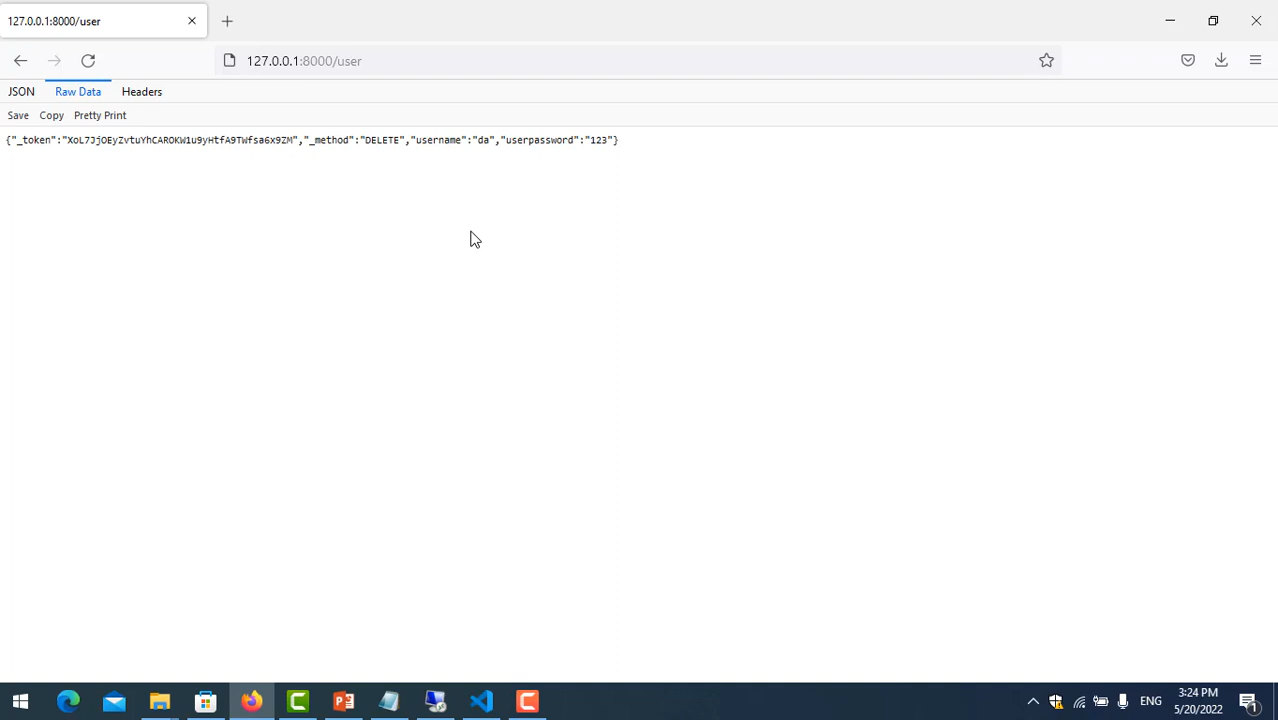 127.0.0.1:8000/user
127.0.0.1:8000/user
JSON Raw Data Headers
Save Copy Pretty Print
{"_token":"XoL7JjOEyZvtuYhCAROKW1u9yHtfA9TWfsa6x9ZM","_method":"DELETE","username":"da","userpassword":"123"}
ENG
3:24 PM
5/20/2022
1